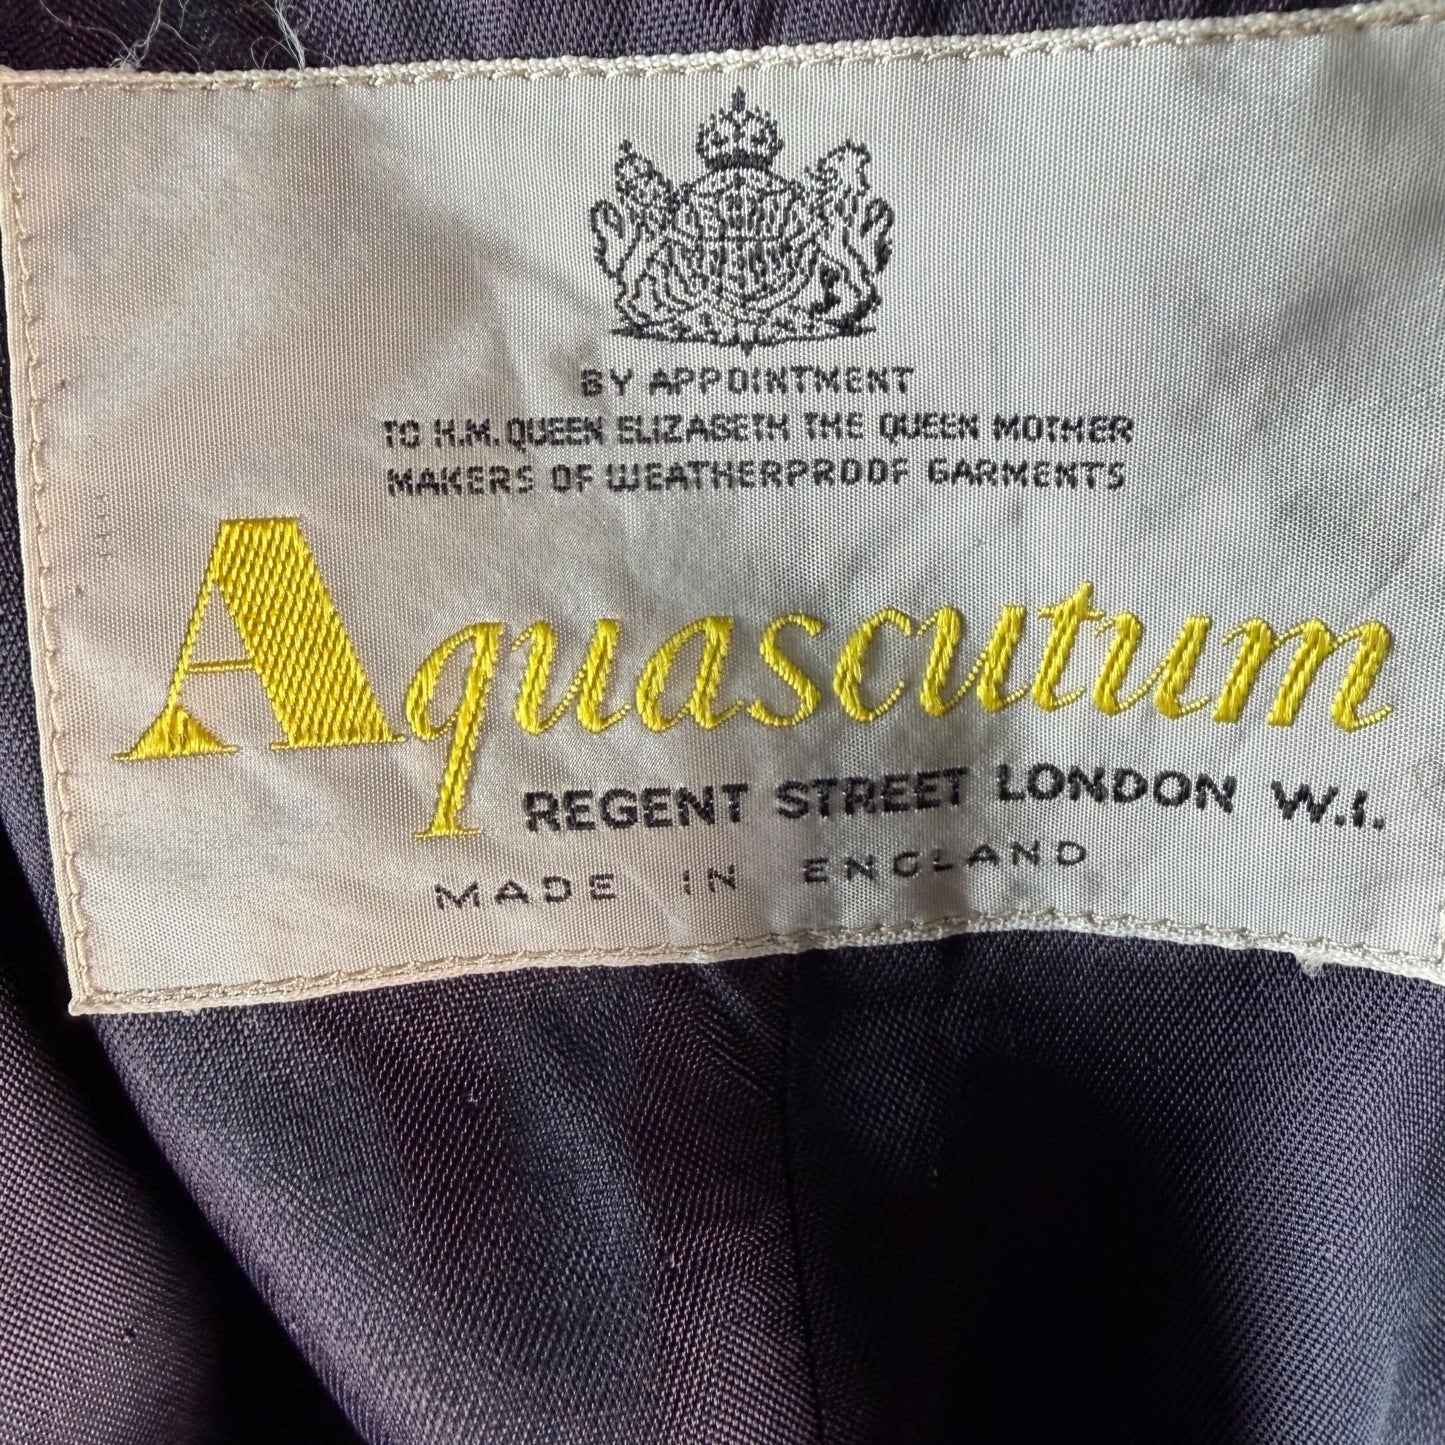 BY APPOINTMENT
TO H.M. QUEEN ELIZABETH THE QUEEN MOTHER
MAKERS OF WEATHERPROOF GARMENTS
Aquascutum
REGENT STREET LONDON W.1.
MADE IN ENGLAND